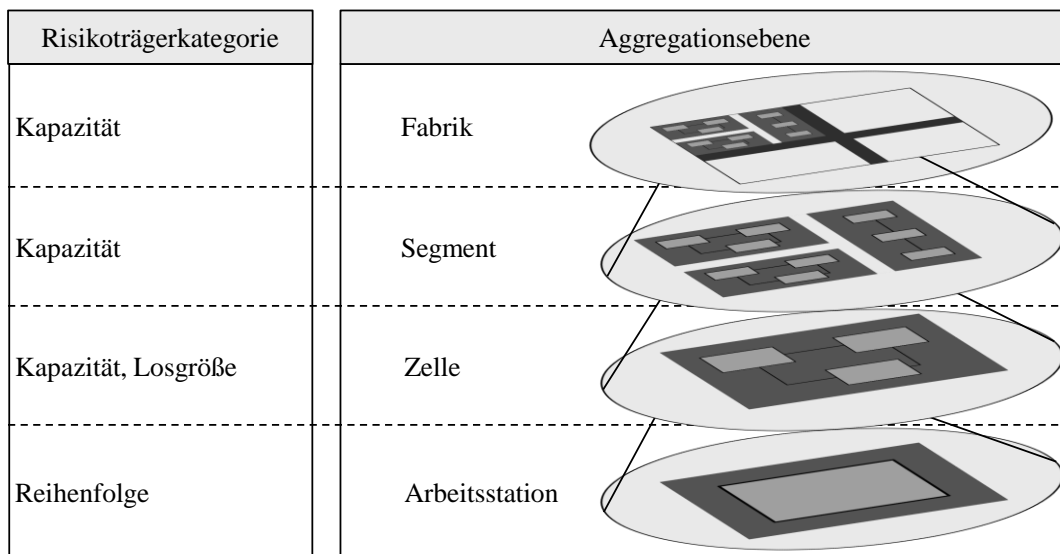 Risikoträgerkategorie Aggregationsebene
Kapazität Fabrik
Kapazität Segment
Kapazität, Losgröße Zelle
Reihenfolge Arbeitsstation